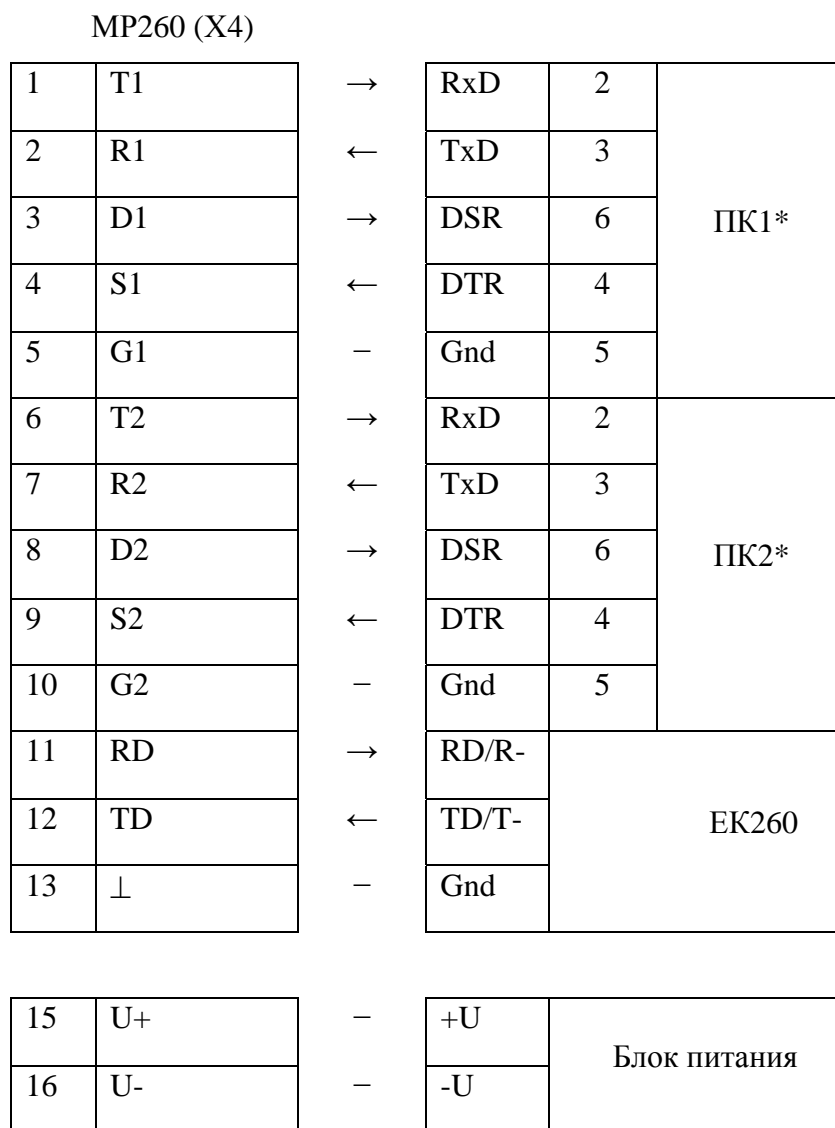 МР260 (X4)
1 T1 → RxD 2
2 R1 ← TxD 3
3 D1 → DSR 6 ПК1*
4 S1 ← DTR 4
5 G1 – Gnd 5
6 T2 → RxD 2
7 R2 ← TxD 3
8 D2 → DSR 6 ПК2*
9 S2 ← DTR 4
10 G2 – Gnd 5
11 RD → RD/R-
12 TD ← TD/T- ЕК260
13 ⊥ – Gnd
15 U+ – +U
Блок питания
16 U- – -U